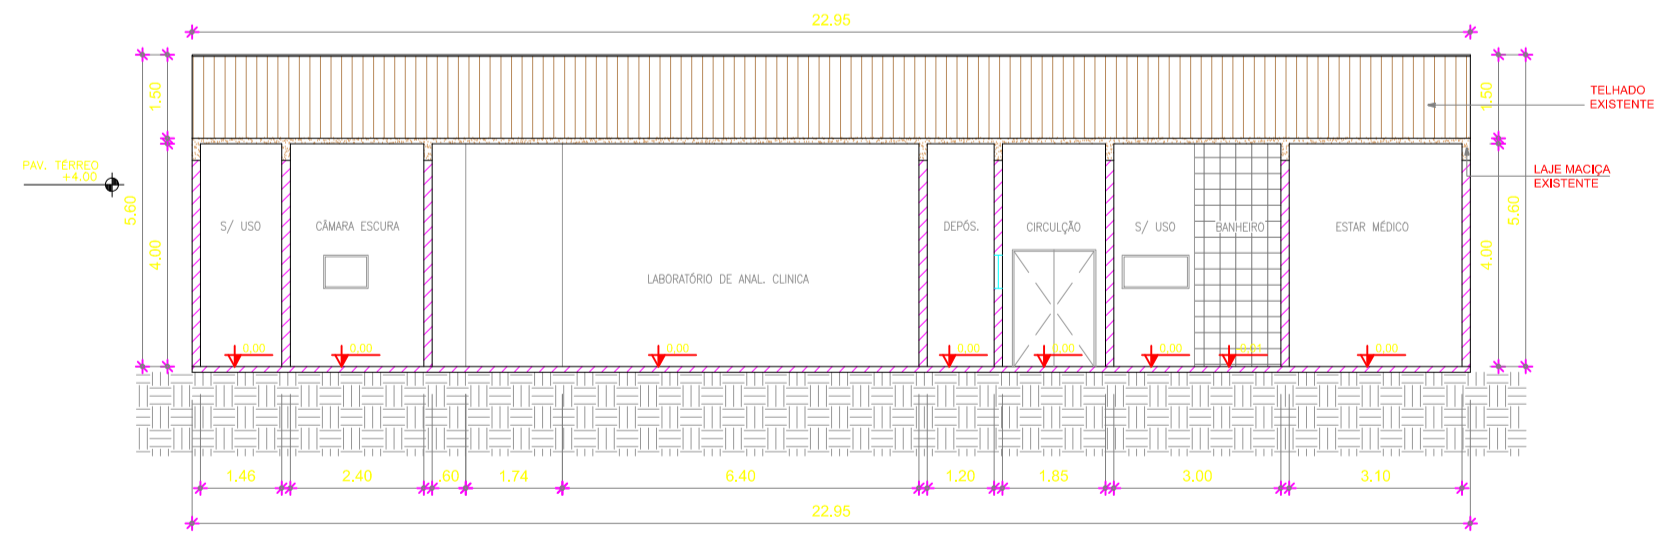 22.95
1.50
1.50
TELHADO
EXISTENTE
PAV. TÉRREO
+4.00
LAJE MACIÇA
EXISTENTE
5.60
4.00
4.00
5.60
S/ USO
CÂMARA ESCURA
LABORATÓRIO DE ANAL. CLINICA
DEPÓS.
CIRCULÇÃO
S/ USO
BANHEIRO
ESTAR MÉDICO
0.00
0.00
0.00
0.00
0.00
0.00
0.00
1.46
2.40
.60
1.74
6.40
1.20
1.85
3.00
3.10
22.95